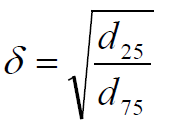 δ = √(d₂₅ / d₇₅)